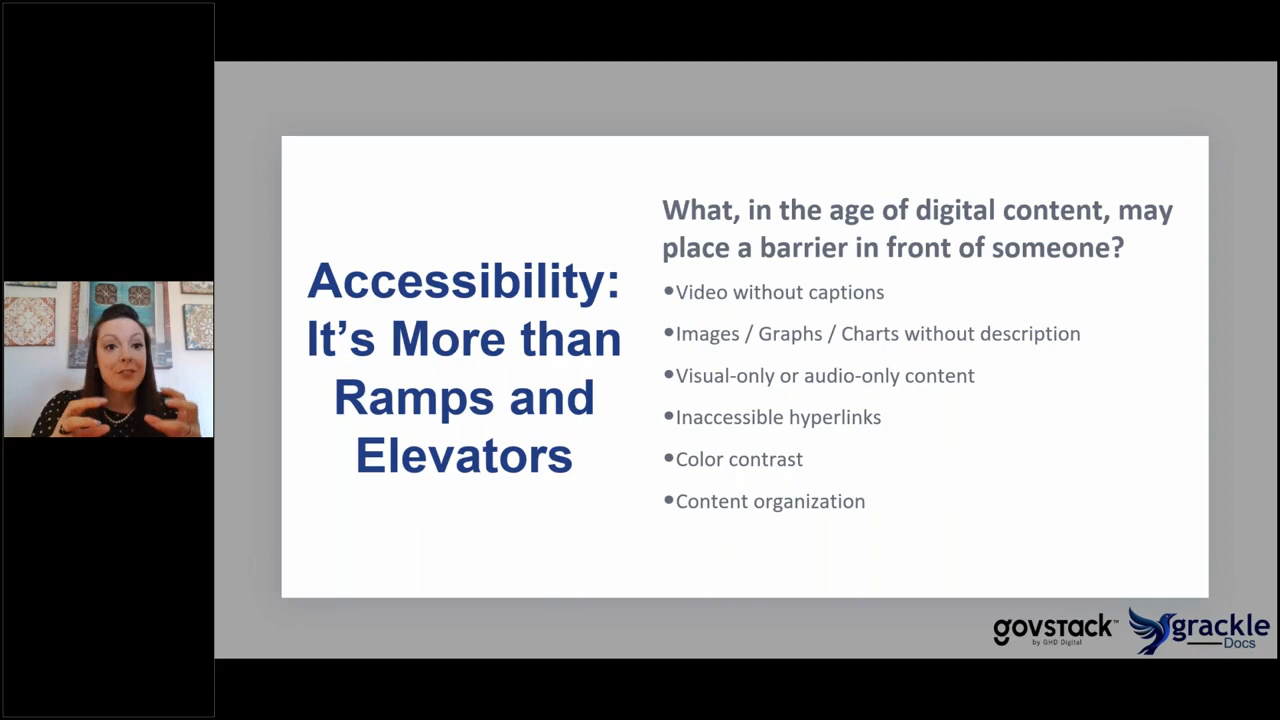 Accessibility:
It’s More than
Ramps and
Elevators
What, in the age of digital content, may
place a barrier in front of someone?
•Video without captions
•Images / Graphs / Charts without description
•Visual-only or audio-only content
•Inaccessible hyperlinks
•Color contrast
•Content organization
govstack™
by GHD Digital
grackle
Docs